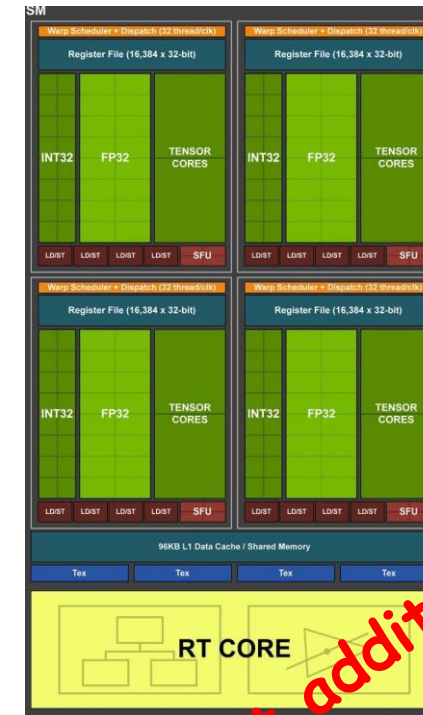 SM
Warp Scheduler + Dispatch (32 thread/clk)
Warp Scheduler + Dispatch (32 thread/clk)
Register File (16,384 x 32-bit)
Register File (16,384 x 32-bit)
INT32
FP32
TENSOR
CORES
INT32
FP32
TENSOR
CORES
LD/ST LD/ST LD/ST LD/ST SFU
LD/ST LD/ST LD/ST LD/ST SFU
Warp Scheduler + Dispatch (32 thread/clk)
Warp Scheduler + Dispatch (32 thread/clk)
Register File (16,384 x 32-bit)
Register File (16,384 x 32-bit)
INT32
FP32
TENSOR
CORES
INT32
FP32
TENSOR
CORES
LD/ST LD/ST LD/ST LD/ST SFU
LD/ST LD/ST LD/ST LD/ST SFU
96KB L1 Data Cache / Shared Memory
Tex Tex Tex Tex
RT CORE